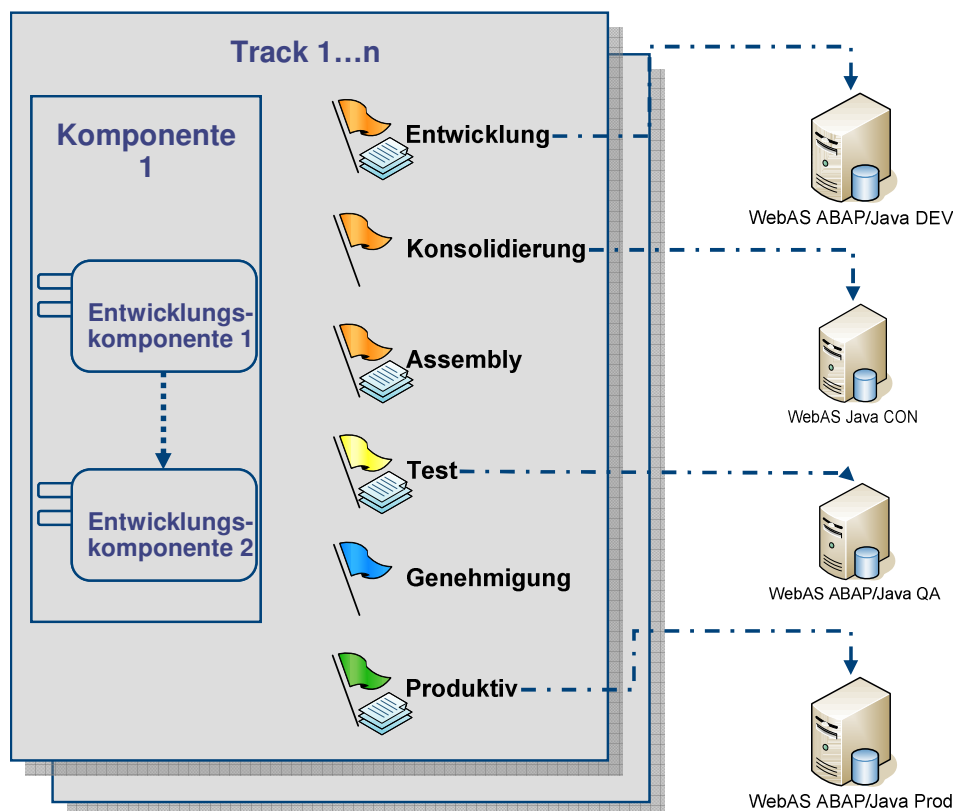 Track 1…n
Komponente
1
Entwicklungs-
komponente 1
Entwicklungs-
komponente 2
Entwicklung
Konsolidierung
Assembly
Test
Genehmigung
Produktiv
WebAS ABAP/Java DEV
WebAS Java CON
WebAS ABAP/Java QA
WebAS ABAP/Java Prod